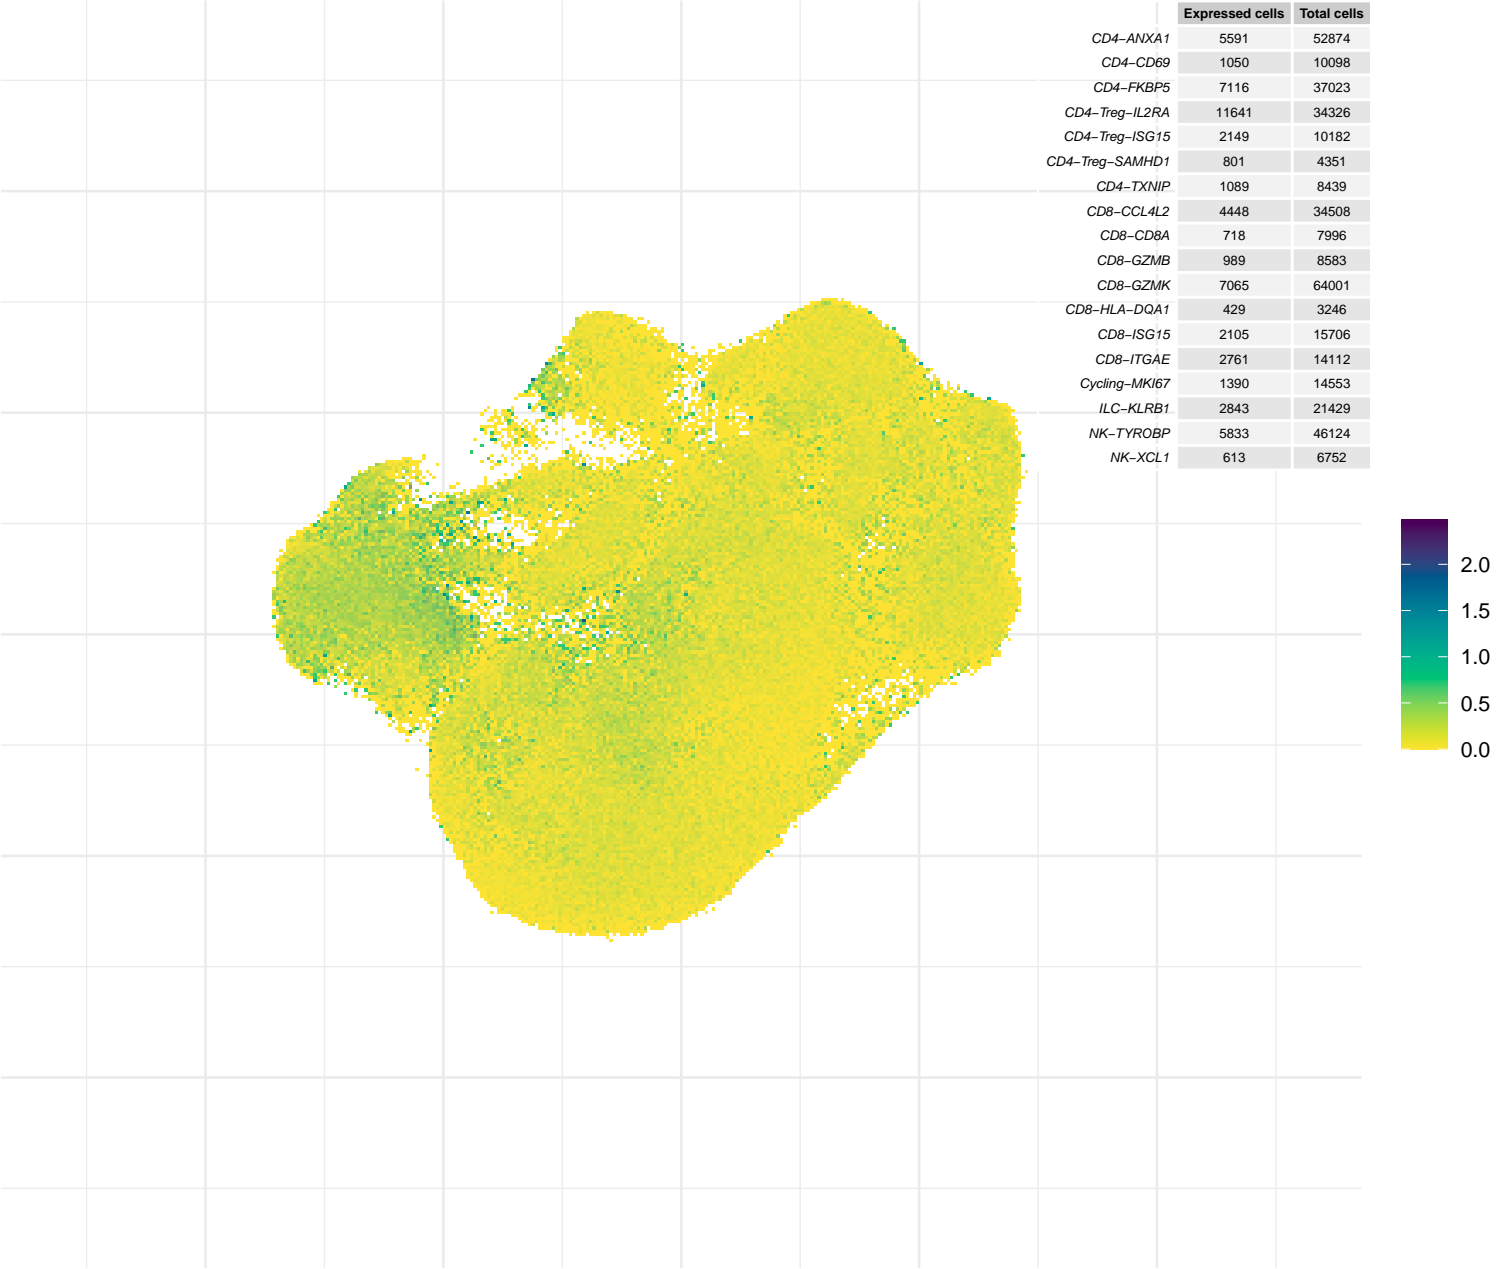 Expressed cells Total cells
CD4−ANXA1 5591 52874
CD4−CD69 1050 10098
CD4−FKBP5 7116 37023
CD4−Treg−IL2RA 11641 34326
CD4−Treg−ISG15 2149 10182
CD4−Treg−SAMHD1 801 4351
CD4−TXNIP 1089 8439
CD8−CCL4L2 4448 34508
CD8−CD8A 718 7996
CD8−GZMB 989 8583
CD8−GZMK 7065 64001
CD8−HLA−DQA1 429 3246
CD8−ISG15 2105 15706
CD8−ITGAE 2761 14112
Cycling−MKI67 1390 14553
ILC−KLRB1 2843 21429
NK−TYROBP 5833 46124
NK−XCL1 613 6752
2.0
1.5
1.0
0.5
0.0